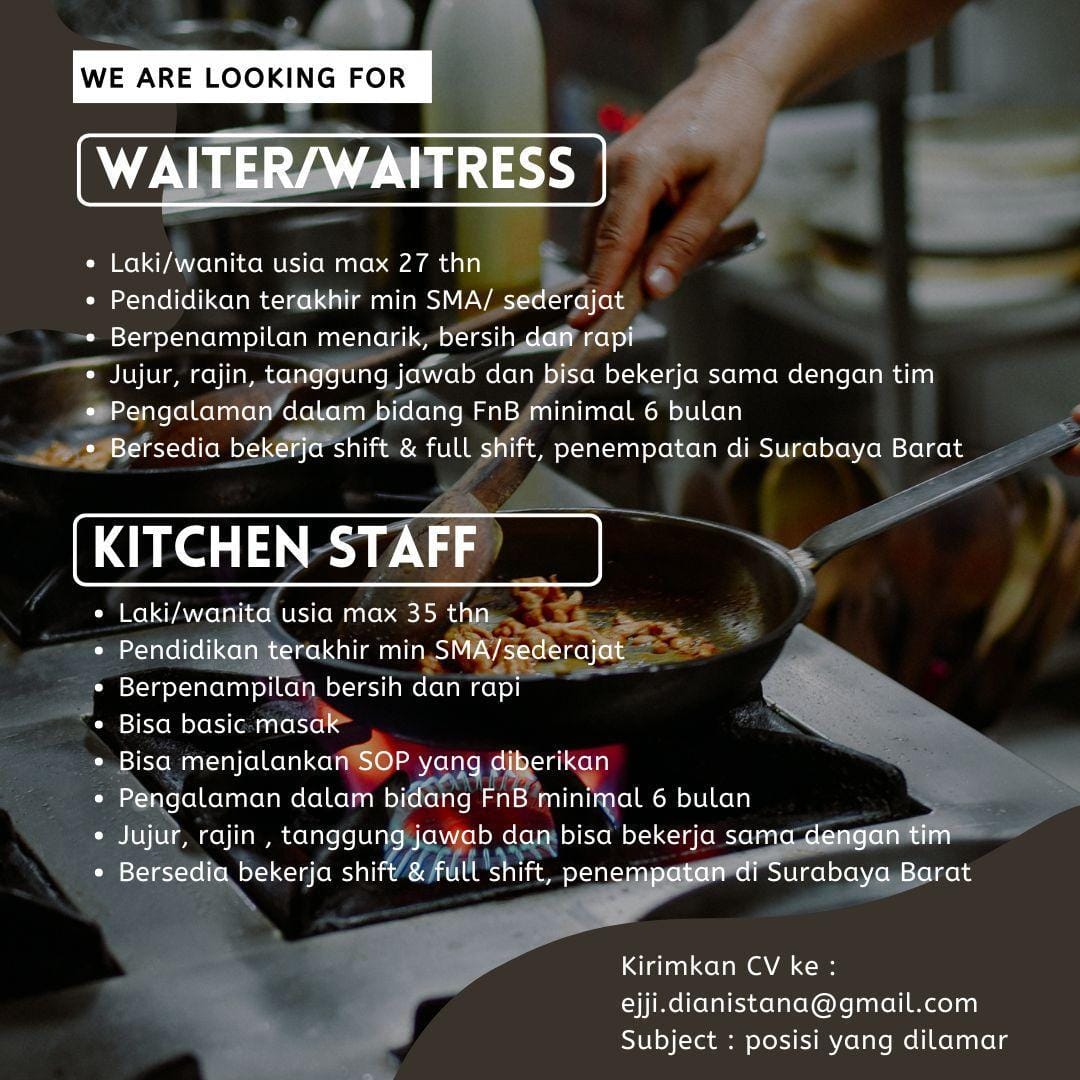 WE ARE LOOKING FOR
WAITER/WAITRESS
• Laki/wanita usia max 27 thn
• Pendidikan terakhir min SMA/ sederajat
• Berpenampilan menarik, bersih dan rapi
• Jujur, rajin, tanggung jawab dan bisa bekerja sama dengan tim
• Pengalaman dalam bidang FnB minimal 6 bulan
• Bersedia bekerja shift & full shift, penempatan di Surabaya Barat
KITCHEN STAFF
• Laki/wanita usia max 35 thn
• Pendidikan terakhir min SMA/sederajat
• Berpenampilan bersih dan rapi
• Bisa basic masak
• Bisa menjalankan SOP yang diberikan
• Pengalaman dalam bidang FnB minimal 6 bulan
• Jujur, rajin , tanggung jawab dan bisa bekerja sama dengan tim
• Bersedia bekerja shift & full shift, penempatan di Surabaya Barat
Kirimkan CV ke :
ejji.dianistana@gmail.com
Subject : posisi yang dilamar